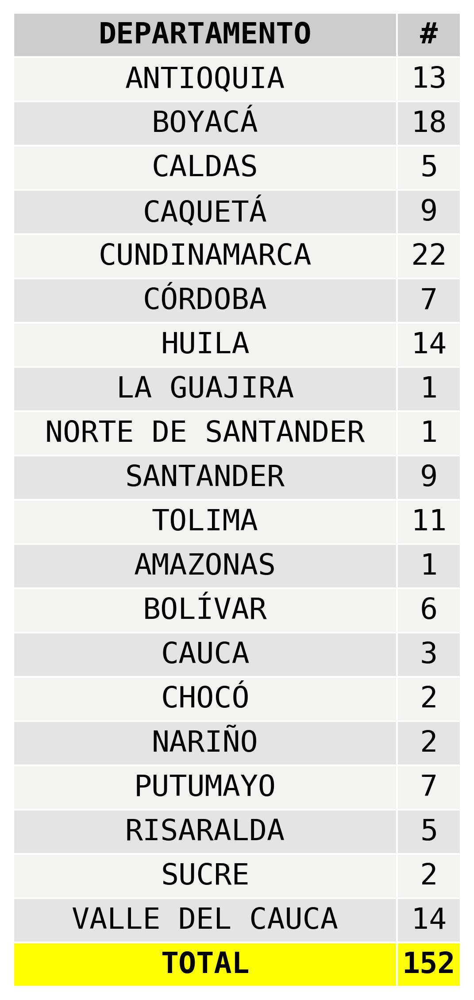 DEPARTAMENTO #
ANTIOQUIA 13
BOYACÁ 18
CALDAS 5
CAQUETÁ 9
CUNDINAMARCA 22
CÓRDOBA 7
HUILA 14
LA GUAJIRA 1
NORTE DE SANTANDER 1
SANTANDER 9
TOLIMA 11
AMAZONAS 1
BOLÍVAR 6
CAUCA 3
CHOCÓ 2
NARIÑO 2
PUTUMAYO 7
RISARALDA 5
SUCRE 2
VALLE DEL CAUCA 14
TOTAL 152